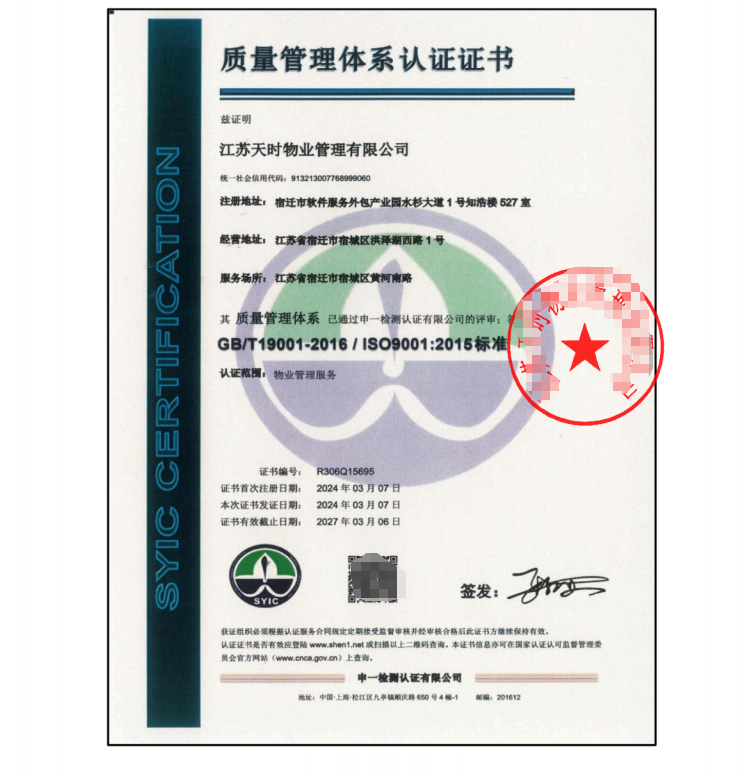 质量管理体系认证证书
兹证明
江苏天时物业管理有限公司
统一社会信用代码：913213007768999060
注册地址：宿迁市软件服务外包产业园水杉大道 1 号知浩楼 527 室
经营地址：江苏省宿迁市宿城区洪泽湖西路 1 号
服务场所：江苏省宿迁市宿城区黄河南路
其 质量管理体系 已通过申一检测认证有限公司的评审；
GB/T19001-2016 / ISO9001:2015标准
认证范围：物业管理服务
证书编号：R306Q15695
证书首次注册日期：2024 年 03 月 07 日
本次证书发证日期：2024 年 03 月 07 日
证书有效截止日期：2027 年 03 月 06 日
SYIC
签发：
获证组织必须根据认证服务合同规定定期接受监督审核并经审核合格后此证书方继续保持有效。
认证证书是否有效应登陆 www.shen1.net 或扫描以上二维码查询。本证书信息亦可在国家认证认可监督管理委
员会官方网站（www.cnca.gov.cn）上查询。
申一检测认证有限公司
地址：中国·上海·松江区九亭镇顺庆路 650 号 4 幢-1 邮编：201612
SYIC CERTIFICATION